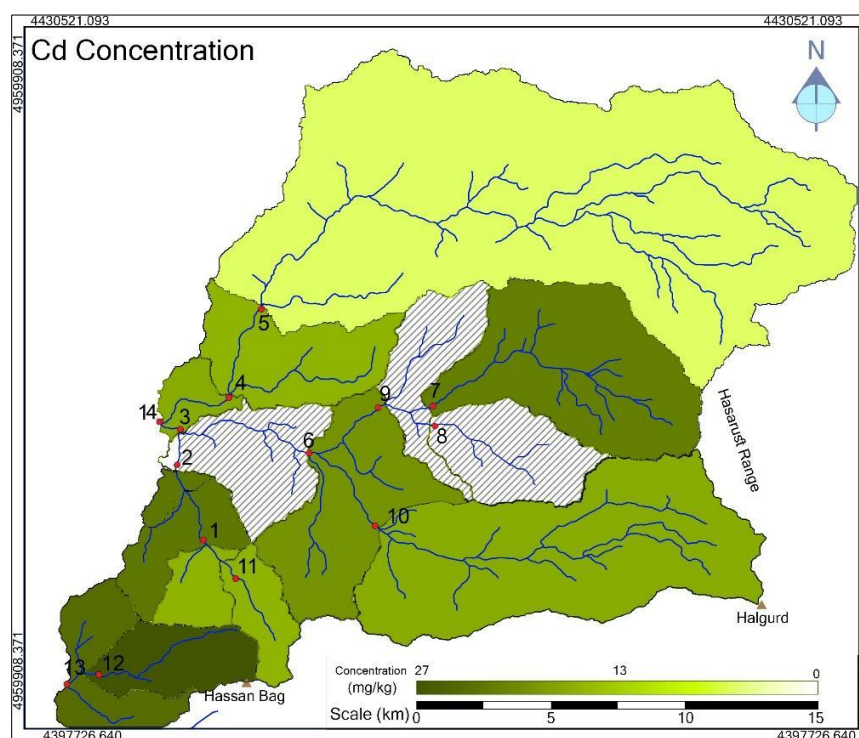 4430521.093 4430521.093
4959908.371
Cd Concentration
N
5
4
14
3
9
7
8
6
2
Hasarust Range
10
1
11
Halgurd
4959908.371
12
13
Hassan Bag
Concentration 27 13 0
(mg/kg)
Scale (km) 0 5 10 15
4397726.640 4397726.640